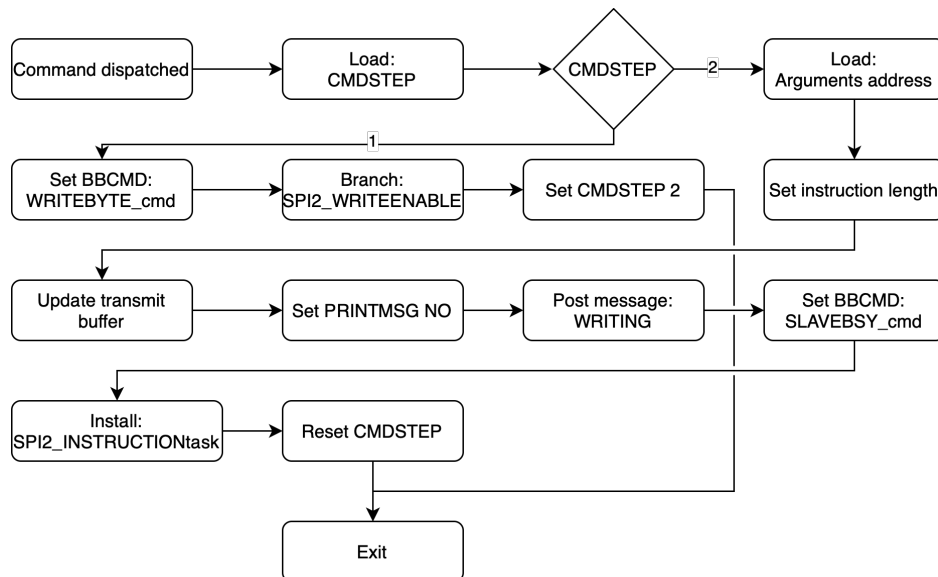 Command dispatched
Load:
CMDSTEP
CMDSTEP
2
Load:
Arguments address
1
Set BBCMD:
WRITEBYTE_cmd
Branch:
SPI2_WRITEENABLE
Set CMDSTEP 2
Set instruction length
Update transmit
buffer
Set PRINTMSG NO
Post message:
WRITING
Set BBCMD:
SLAVEBSY_cmd
Install:
SPI2_INSTRUCTIONtask
Reset CMDSTEP
Exit